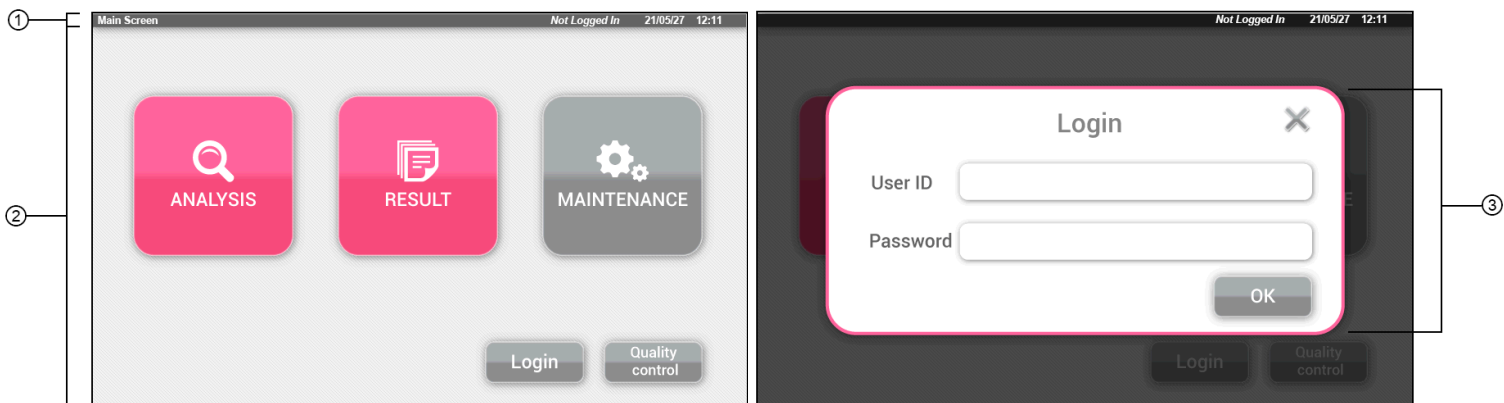 ① Main Screen Not Logged In 21/05/27 12:11
②
ANALYSIS RESULT MAINTENANCE
Login Quality control
Not Logged In 21/05/27 12:11
Login
User ID
Password
OK
③
E
Login Quality control